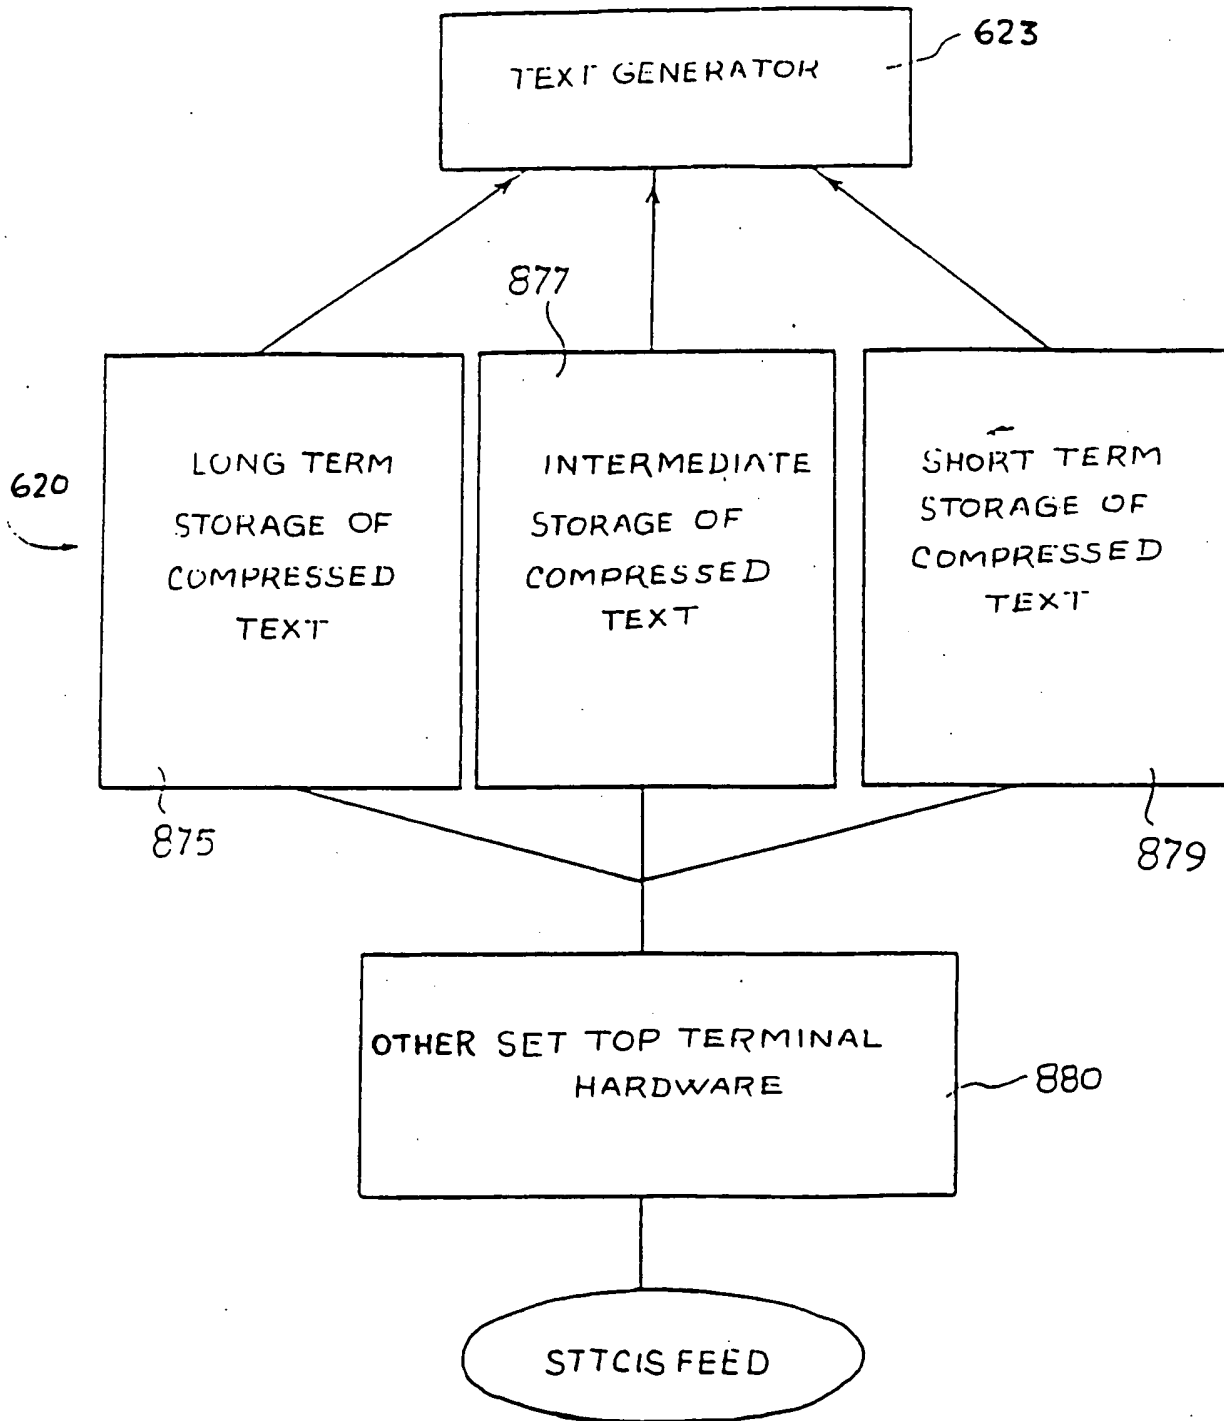 TEXT GENERATOR
623
877
620
LONG TERM
STORAGE OF
COMPRESSED
TEXT
INTERMEDIATE
STORAGE OF
COMPRESSED
TEXT
SHORT TERM
STORAGE OF
COMPRESSED
TEXT
875
879
OTHER SET TOP TERMINAL
HARDWARE
880
STTCIS FEED